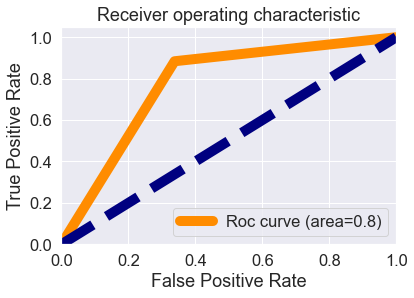 Receiver operating characteristic
1.0
0.8
0.6
0.4
0.2
0.0
True Positive Rate
Roc curve (area=0.8)
0.0 0.2 0.4 0.6 0.8 1.0
False Positive Rate